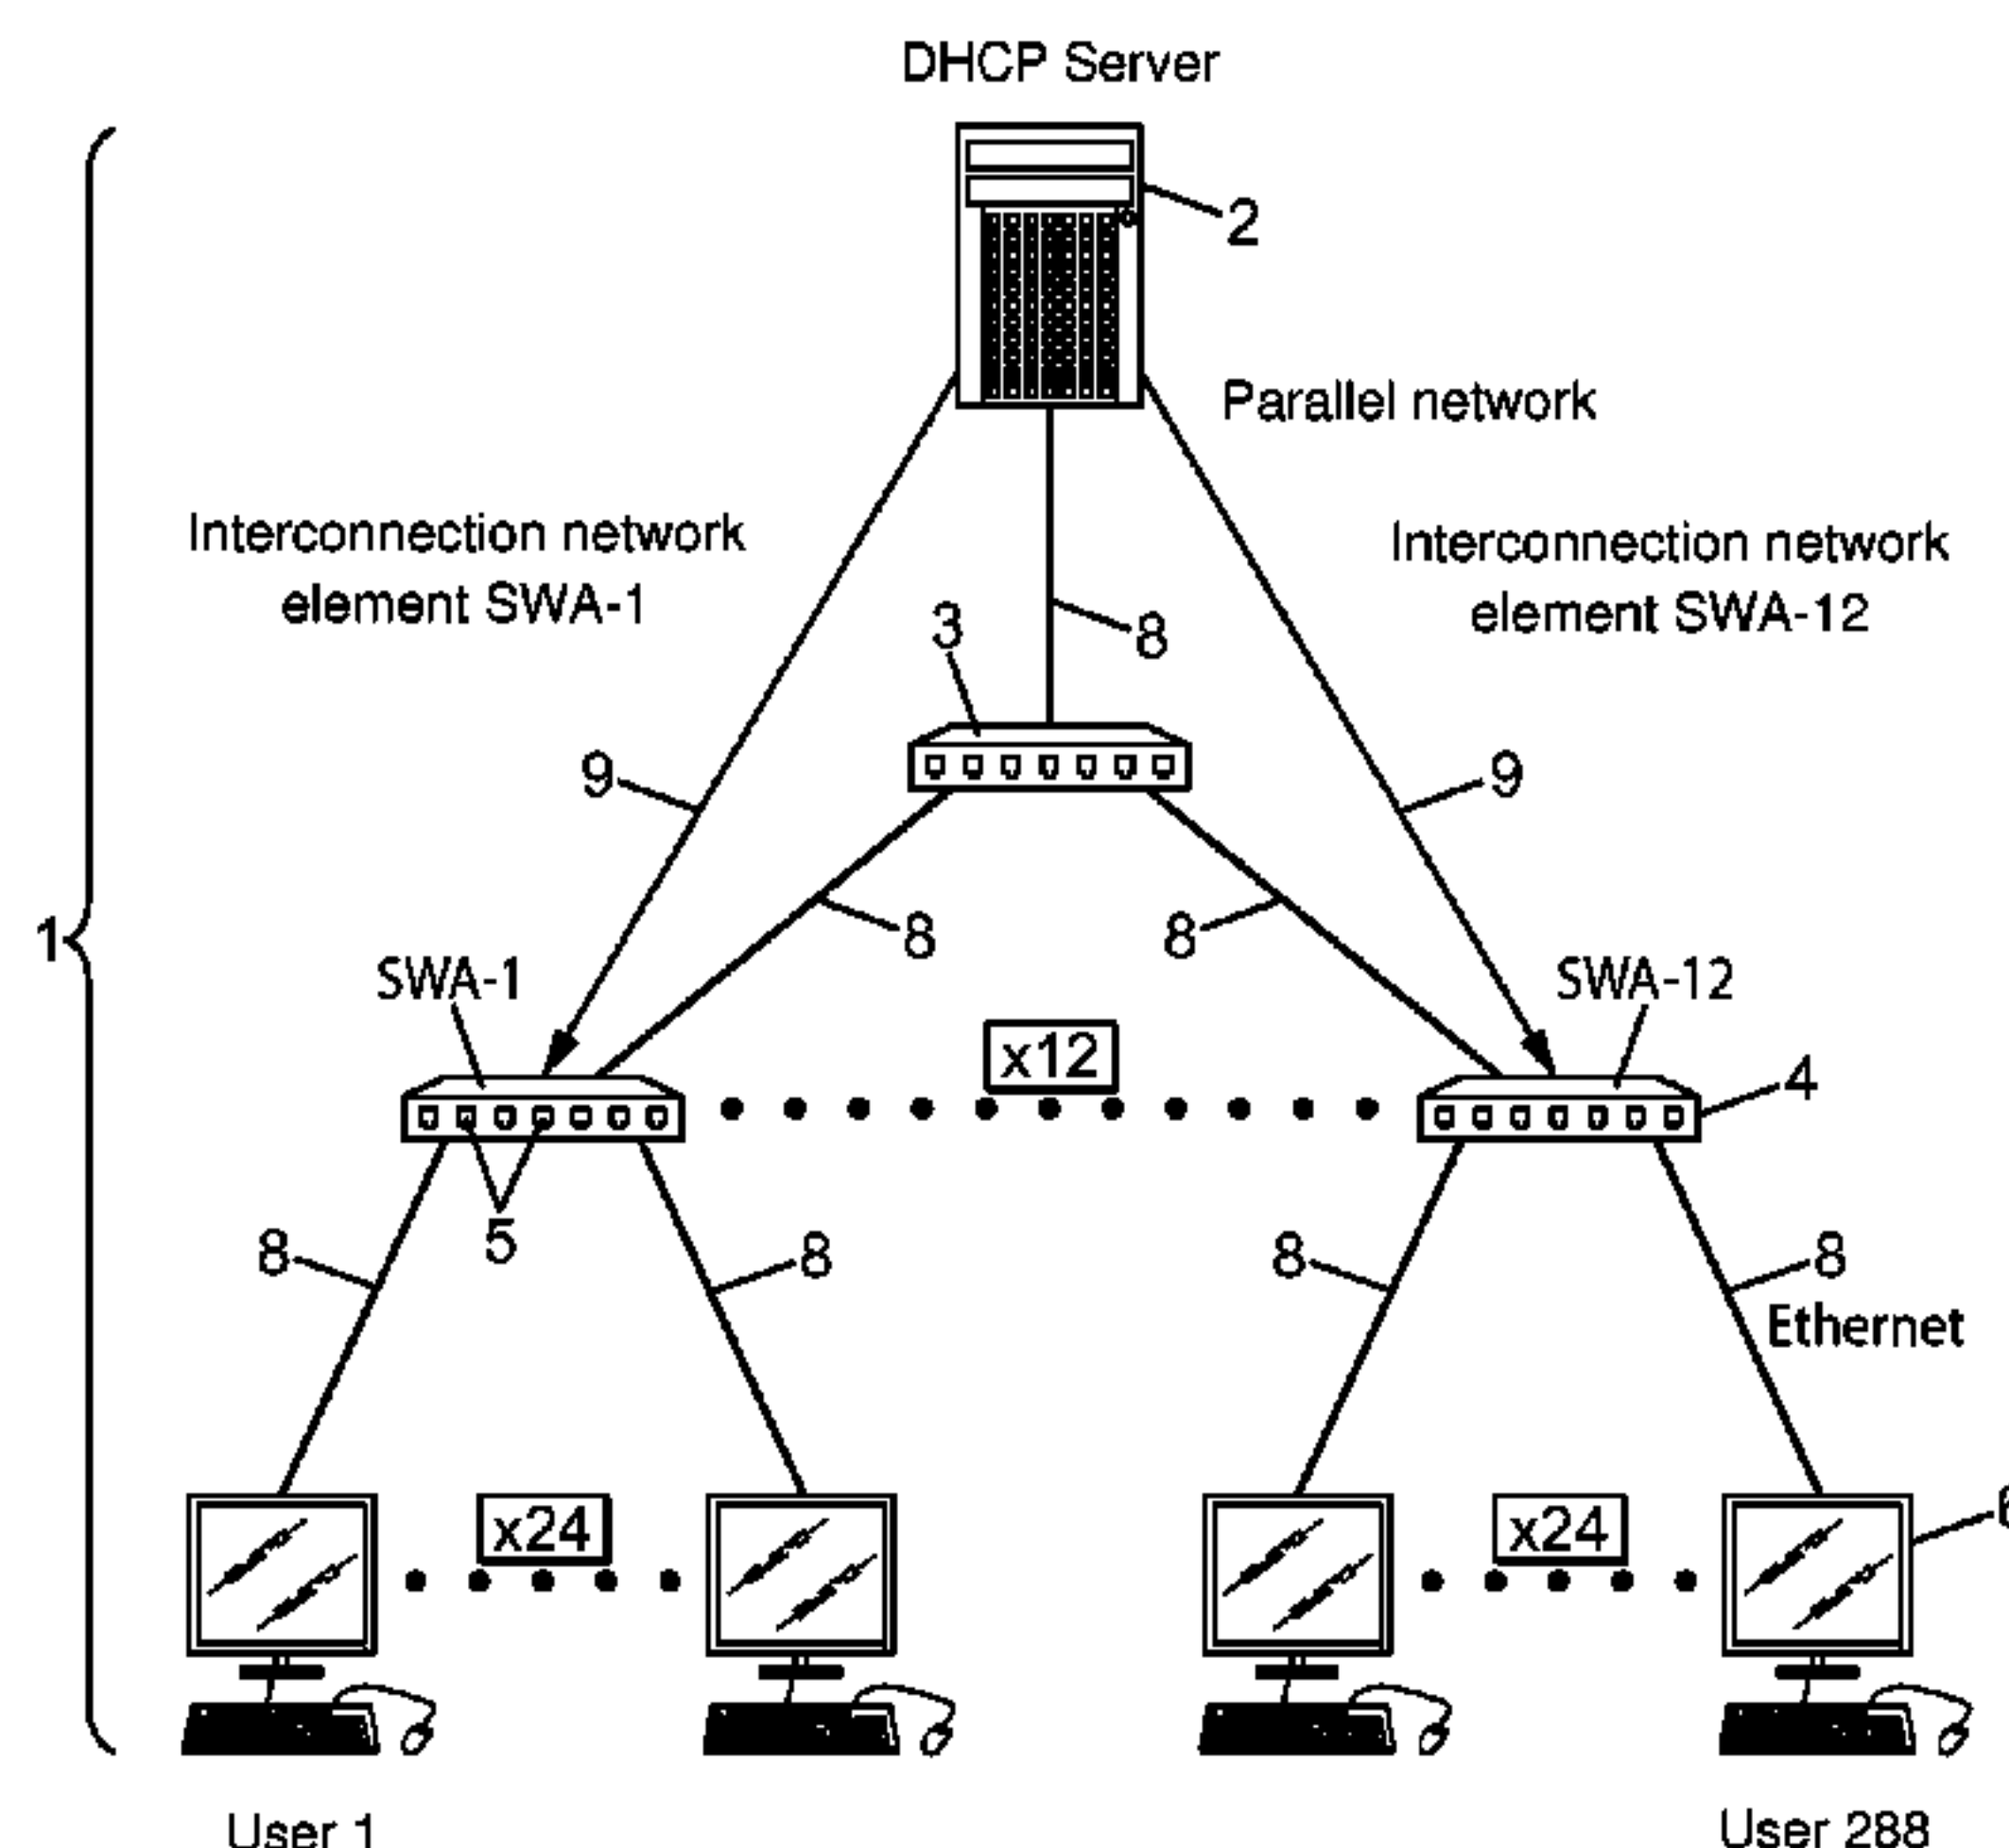 DHCP Server
2
Parallel network
Interconnection network
element SWA-1
Interconnection network
element SWA-12
3
8
9
9
8
8
1
SWA-1
SWA-12
x12
4
5
8
8
8
8
Ethernet
x24
x24
6
User 1
User 288